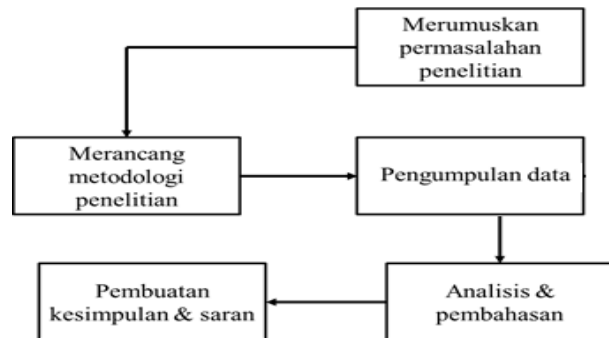 Merumuskan
permasalahan
penelitian
Merancang
metodologi
penelitian
Pengumpulan data
Analisis &
pembahasan
Pembuatan
kesimpulan & saran